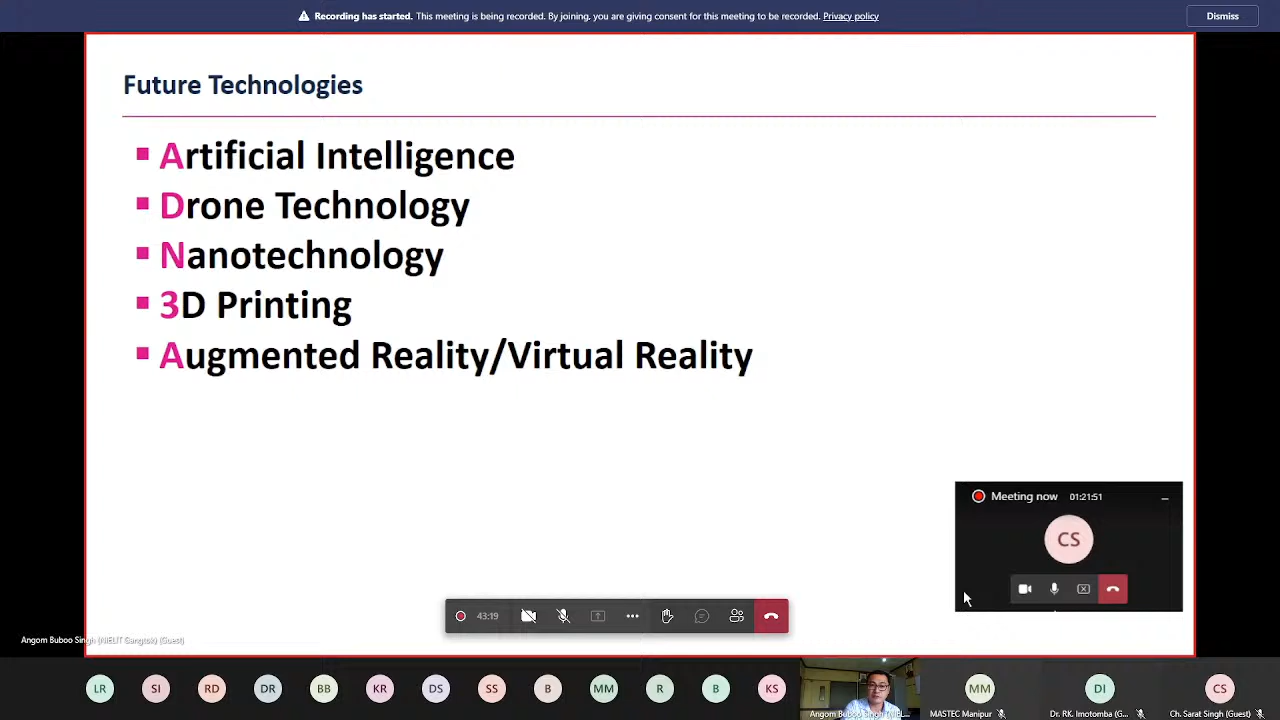 Recording has started. This meeting is being recorded. By joining, you are giving consent for this meeting to be recorded. Privacy policy
Dismiss
Future Technologies
Artificial Intelligence
Drone Technology
Nanotechnology
3D Printing
Augmented Reality/Virtual Reality
Meeting now 01:21:51
CS
43:19
Angom Buboo Singh (NIELIT Gangtok) (Guest)
LR SI RD DR BB KR DS SS B MM R B KS MM DI CS
Angom Buboo Singh (NIEL... MASTEC Manipur Dr. RK. Imotomba (G... Ch. Sarat Singh (Guest)